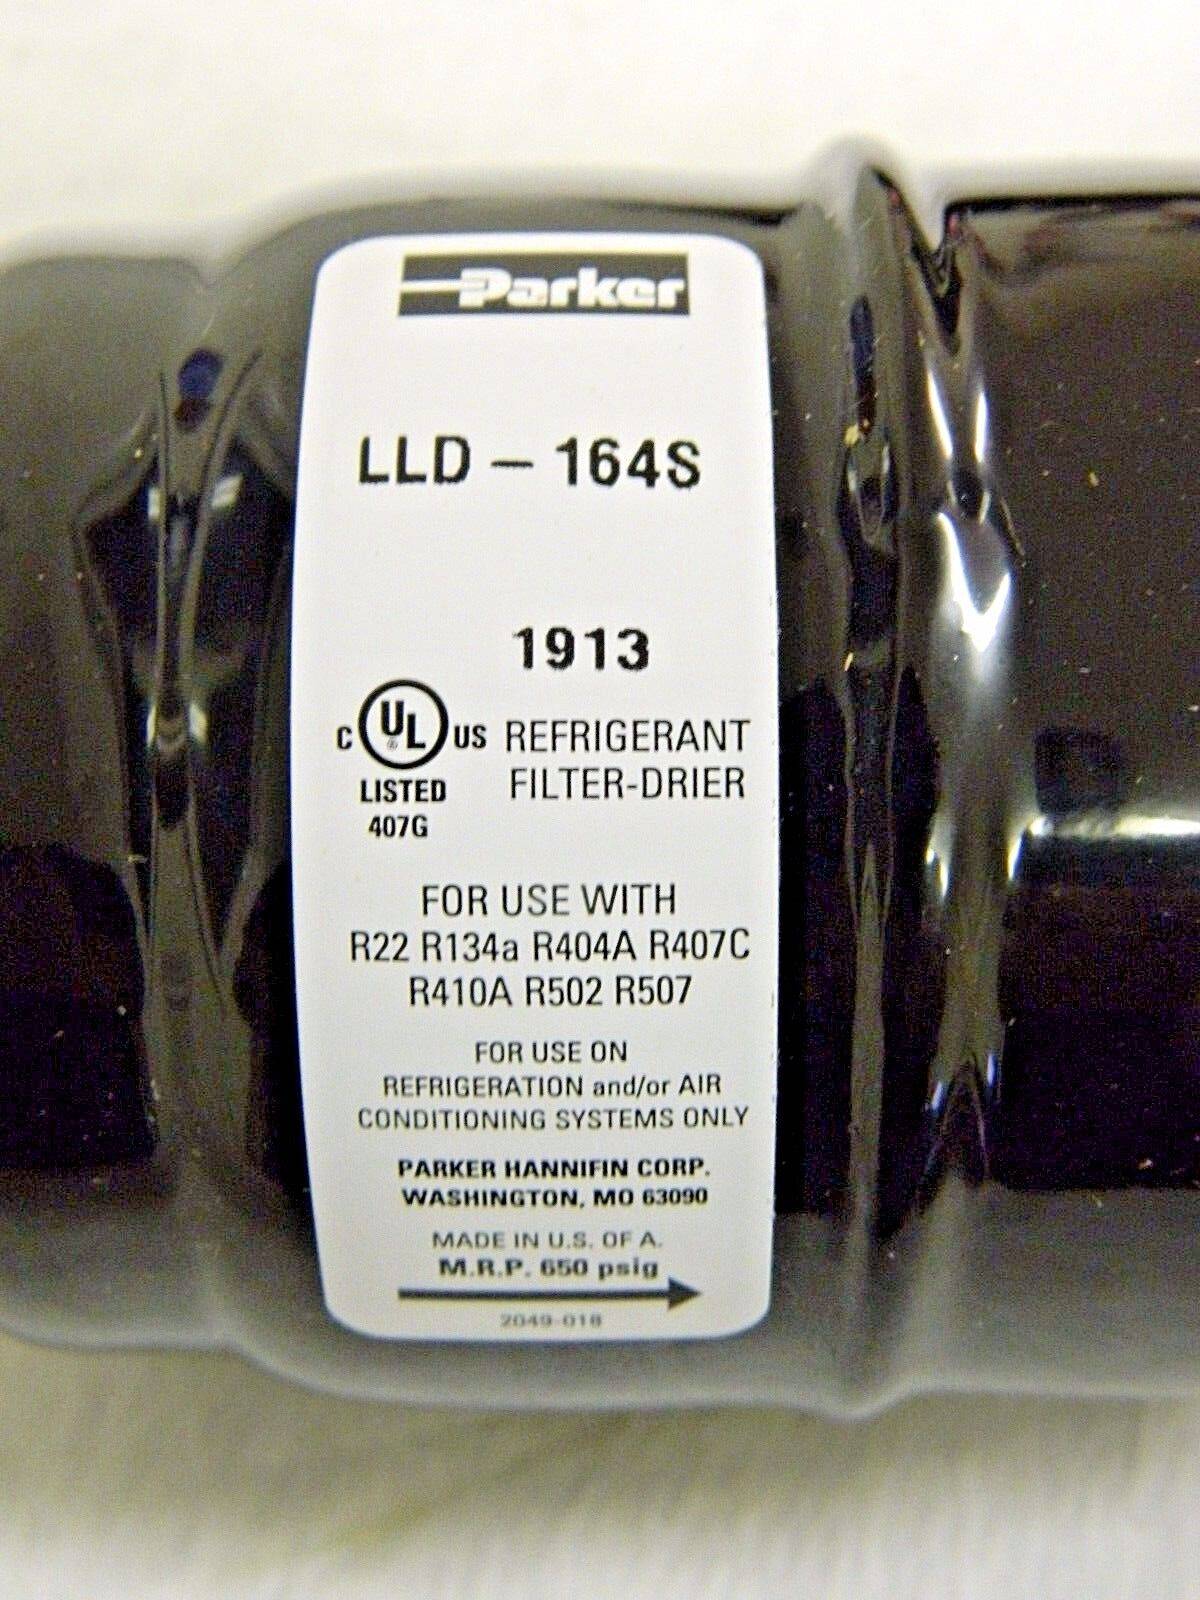 Parker
LLD - 164S
1913
C UL US
®
LISTED
407G
REFRIGERANT
FILTER-DRIER
FOR USE WITH
R22 R134a R404A R407C
R410A R502 R507
FOR USE ON
REFRIGERATION and/or AIR
CONDITIONING SYSTEMS ONLY
PARKER HANNIFIN CORP.
WASHINGTON, MO 63090
MADE IN U.S. OF A.
M.R.P. 650 psig
2049-018